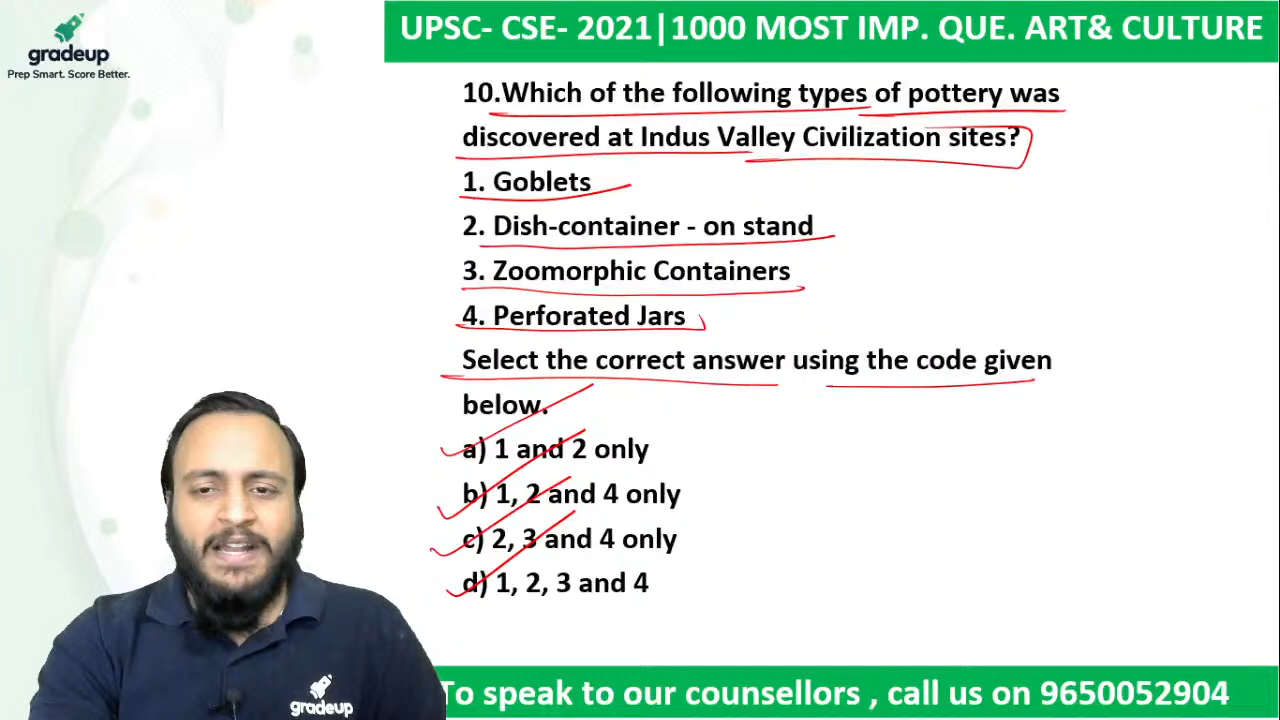 gradeup
Prep Smart. Score Better.
UPSC- CSE- 2021|1000 MOST IMP. QUE. ART& CULTURE
10.Which of the following types of pottery was
discovered at Indus Valley Civilization sites?
1. Goblets
2. Dish-container - on stand
3. Zoomorphic Containers
4. Perforated Jars
Select the correct answer using the code given
below.
a) 1 and 2 only
b) 1, 2 and 4 only
c) 2, 3 and 4 only
d) 1, 2, 3 and 4
gradeup
To speak to our counsellors , call us on 9650052904